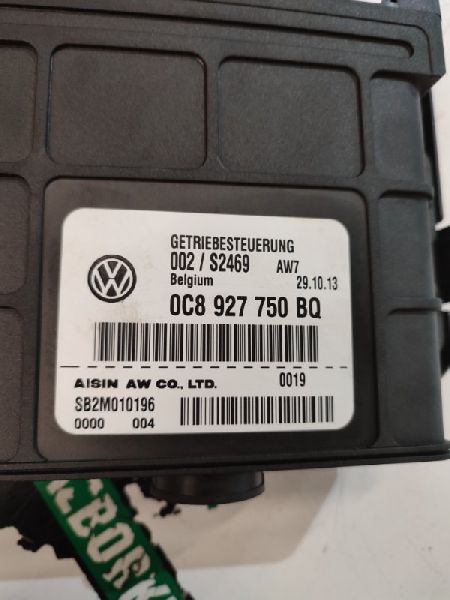 GETRIEBESTEUERUNG
002 / S2469 AW7
Belgium 29.10.13
0C8 927 750 BQ
AISIN AW CO., LTD. 0019
SB2M010196
0000 004